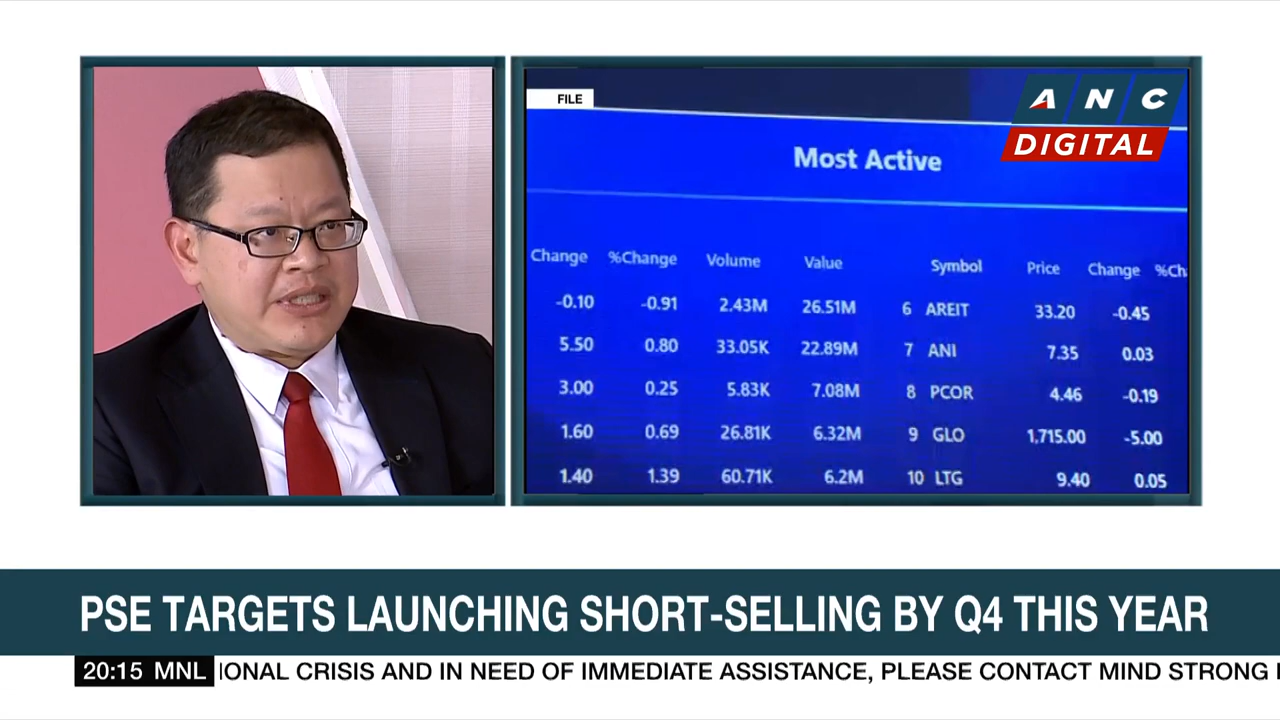 FILE
ANC
DIGITAL
Most Active
Change %Change Volume Value Symbol Price Change %Ch
-0.10 -0.91 2.43M 26.51M 6 AREIT 33.20 -0.45
5.50 0.80 33.05K 22.89M 7 ANI 7.35 0.03
3.00 0.25 5.83K 7.08M 8 PCOR 4.46 -0.19
1.60 0.69 26.81K 6.32M 9 GLO 1,715.00 -5.00
1.40 1.39 60.71K 6.2M 10 LTG 9.40 0.05
PSE TARGETS LAUNCHING SHORT-SELLING BY Q4 THIS YEAR
20:15 MNL IONAL CRISIS AND IN NEED OF IMMEDIATE ASSISTANCE, PLEASE CONTACT MIND STRONG